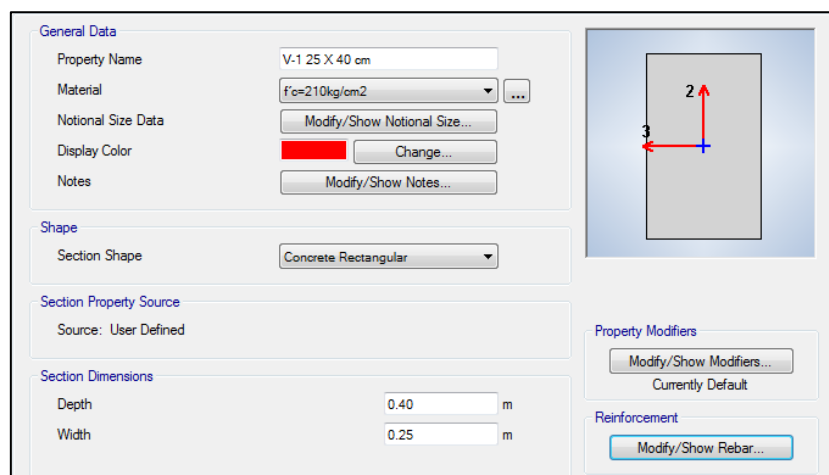 General Data
Property Name V-1 25 X 40 cm
Material f´c=210kg/cm2 ...
Notional Size Data Modify/Show Notional Size...
Display Color Change...
Notes Modify/Show Notes...
2
3
Shape
Section Shape Concrete Rectangular
Section Property Source
Source: User Defined
Property Modifiers
Modify/Show Modifiers...
Currently Default
Section Dimensions
Depth 0.40 m
Width 0.25 m
Reinforcement
Modify/Show Rebar...